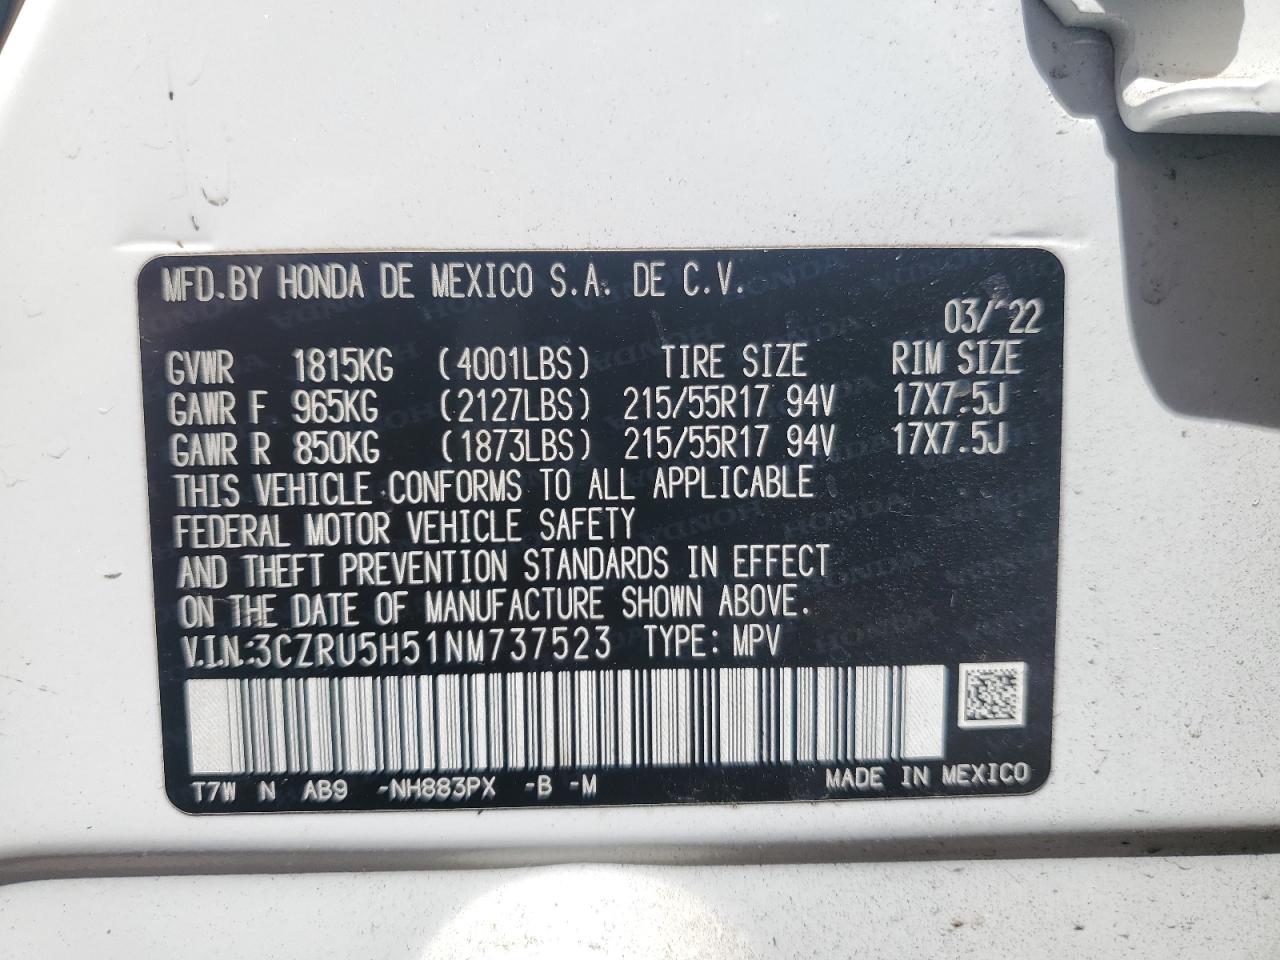 MFD.BY HONDA DE MEXICO S.A. DE C.V.
03/22
GVWR 1815KG (4001LBS) TIRE SIZE RIM SIZE
GAWR F 965KG (2127LBS) 215/55R17 94V 17X7.5J
GAWR R 850KG (1873LBS) 215/55R17 94V 17X7.5J
THIS VEHICLE CONFORMS TO ALL APPLICABLE
FEDERAL MOTOR VEHICLE SAFETY
AND THEFT PREVENTION STANDARDS IN EFFECT
ON THE DATE OF MANUFACTURE SHOWN ABOVE.
V.I.N.:3CZRU5H51NM737523 TYPE: MPV
T7W N AB9 -NH883PX -B -M MADE IN MEXICO